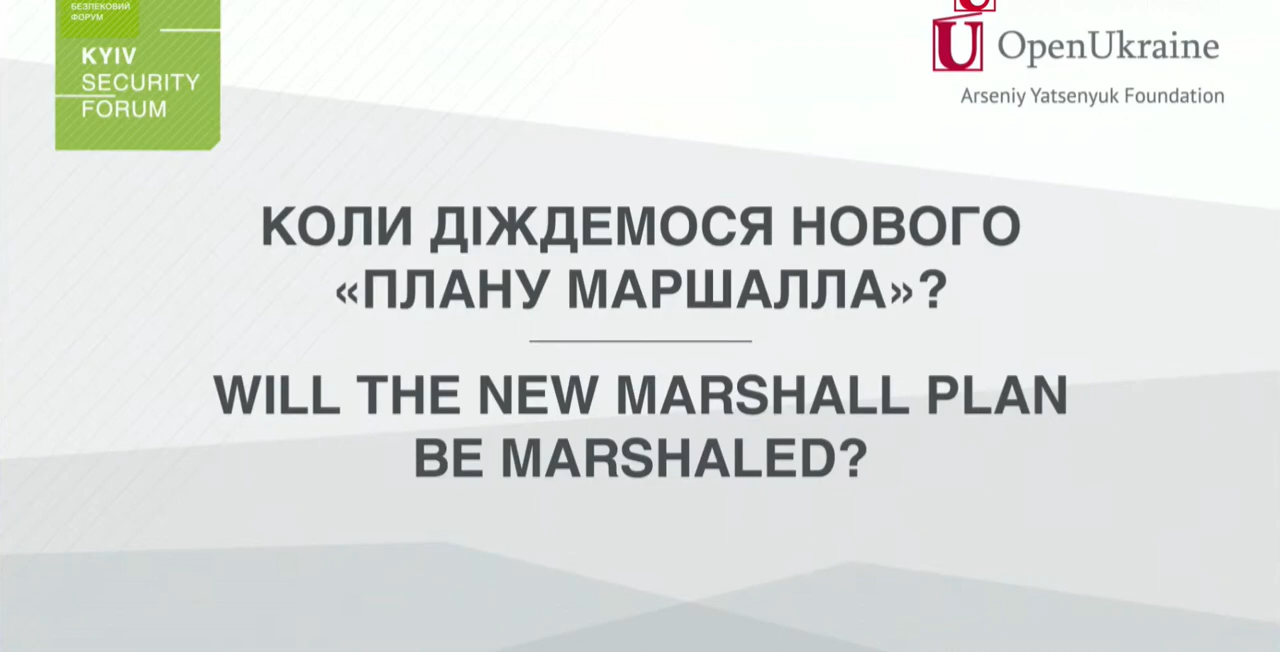 БЕЗПЕКОВИЙ
ФОРУМ
KYIV
SECURITY
FORUM
OpenUkraine
Arseniy Yatsenyuk Foundation
КОЛИ ДІЖДЕМОСЯ НОВОГО
«ПЛАНУ МАРШАЛЛА»?
WILL THE NEW MARSHALL PLAN
BE MARSHALED?